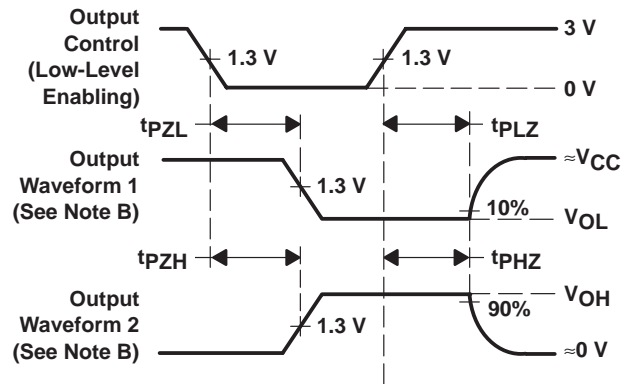 Output
Control
(Low-Level
Enabling)
1.3 V
1.3 V
3 V
0 V
tPZL
tPLZ
Output
Waveform 1
(See Note B)
1.3 V
10%
≈VCC
VOL
tPZH
tPHZ
Output
Waveform 2
(See Note B)
1.3 V
90%
VOH
≈0 V